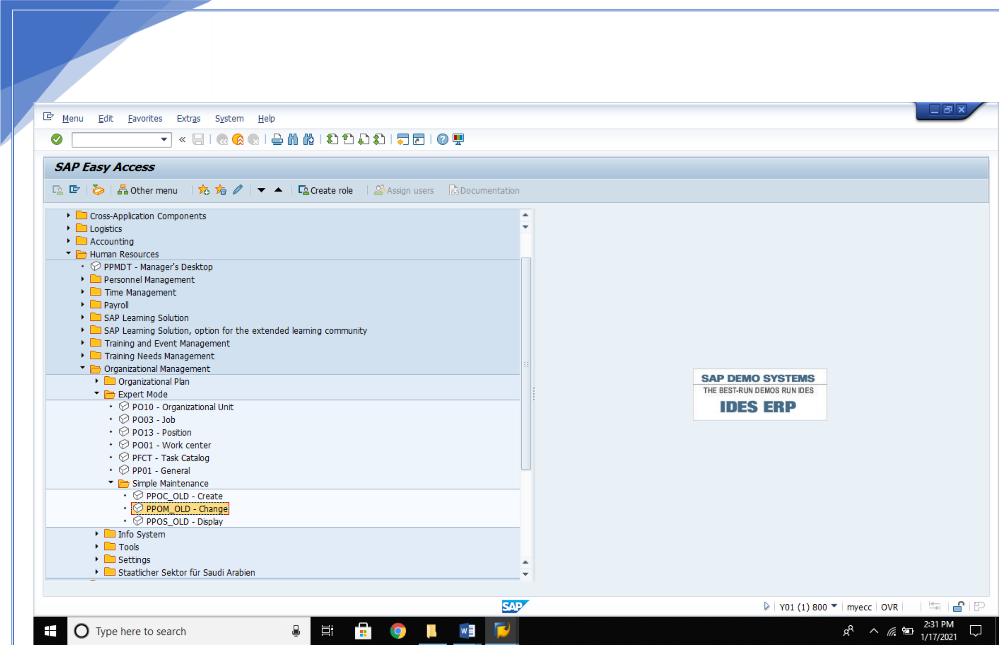 Menu Edit Favorites Extras System Help
SAP Easy Access
Other menu Create role Assign users Documentation
Cross-Application Components
Logistics
Accounting
Human Resources
PPMDT - Manager's Desktop
Personnel Management
Time Management
Payroll
SAP Learning Solution
SAP Learning Solution, option for the extended learning community
Training and Event Management
Training Needs Management
Organizational Management
Organizational Plan
Expert Mode
PO10 - Organizational Unit
PO03 - Job
PO13 - Position
PO01 - Work center
PFCT - Task Catalog
PP01 - General
Simple Maintenance
PPOC_OLD - Create
PPOM_OLD - Change
PPOS_OLD - Display
Info System
Tools
Settings
Staatlicher Sektor für Saudi Arabien
SAP DEMO SYSTEMS
THE BEST-RUN DEMOS RUN IDES
IDES ERP
SAP
Y01 (1) 800 myecc OVR
Type here to search
2:31 PM
1/17/2021